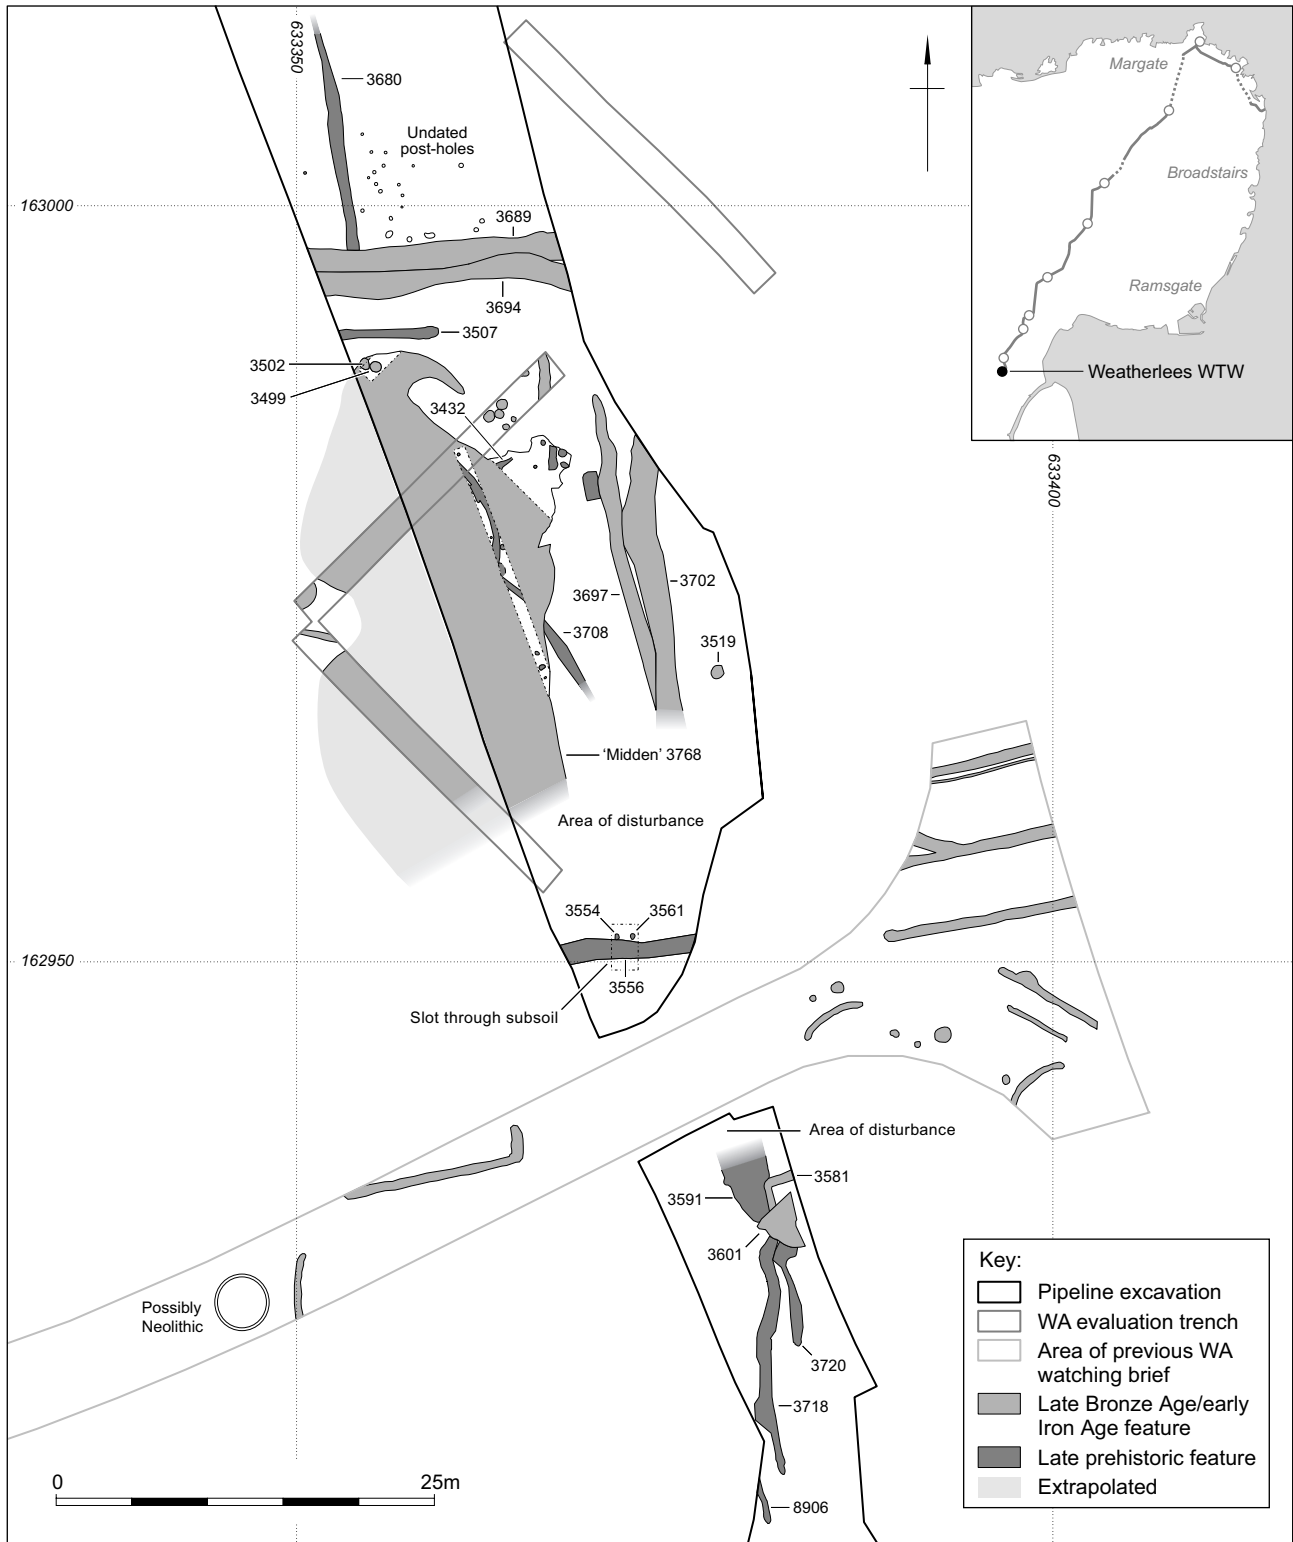 633350
3680
Margate
Undated
post-holes
Broadstairs
163000
3689
Ramsgate
3694
3507
3502
Weatherlees WTW
3499
3432
633400
3702
3697
3708
3519
‘Midden’ 3768
Area of disturbance
3554
3561
162950
3556
Slot through subsoil
Area of disturbance
3581
3591
3601
Possibly
Neolithic
3720
3718
8906
0
25m
Key:
Pipeline excavation
WA evaluation trench
Area of previous WA
watching brief
Late Bronze Age/early
Iron Age feature
Late prehistoric feature
Extrapolated